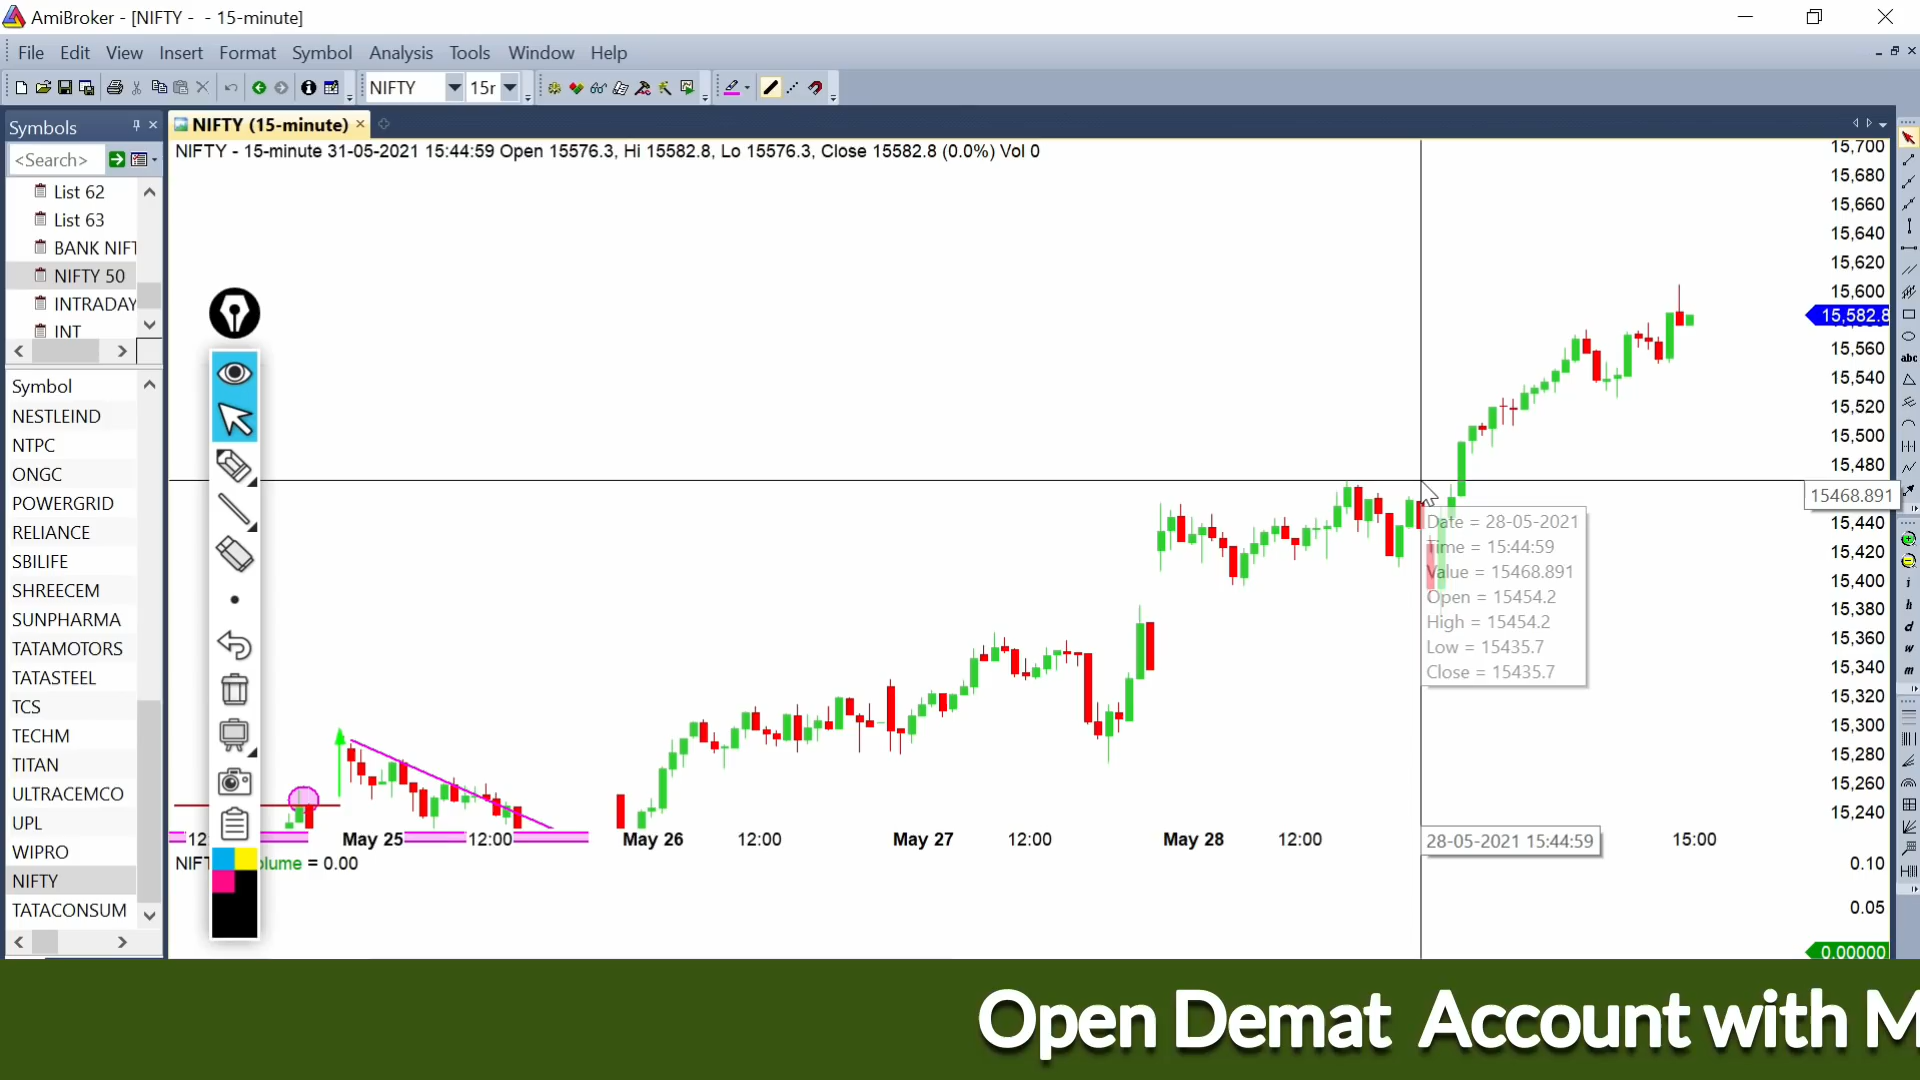 AmiBroker - [NIFTY - - 15-minute]
File Edit View Insert Format Symbol Analysis Tools Window Help
NIFTY 15r
Symbols
NIFTY (15-minute)
<Search>
NIFTY - 15-minute 31-05-2021 15:44:59 Open 15576.3, Hi 15582.8, Lo 15576.3, Close 15582.8 (0.0%) Vol 0
List 62
List 63
BANK NIFT
NIFTY 50
INTRADAY
INT
Symbol
NESTLEIND
NTPC
ONGC
POWERGRID
RELIANCE
SBILIFE
SHREECEM
SUNPHARMA
TATAMOTORS
TATASTEEL
TCS
TECHM
TITAN
ULTRACEMCO
UPL
WIPRO
NIFTY
TATACONSUM
15,700
15,680
15,660
15,640
15,620
15,600
15,582.8
15,560
15,540
15,520
15,500
15,480
15468.891
15,440
15,420
15,400
15,380
15,360
15,340
15,320
15,300
15,280
15,260
15,240
Date = 28-05-2021
Time = 15:44:59
Value = 15468.891
Open = 15454.2
High = 15454.2
Low = 15435.7
Close = 15435.7
12: May 25 12:00 May 26 12:00 May 27 12:00 May 28 12:00 28-05-2021 15:44:59 15:00
NIFT olume = 0.00
0.10
0.05
0.00000
abc
i
h
d
w
m
Open Demat Account with M